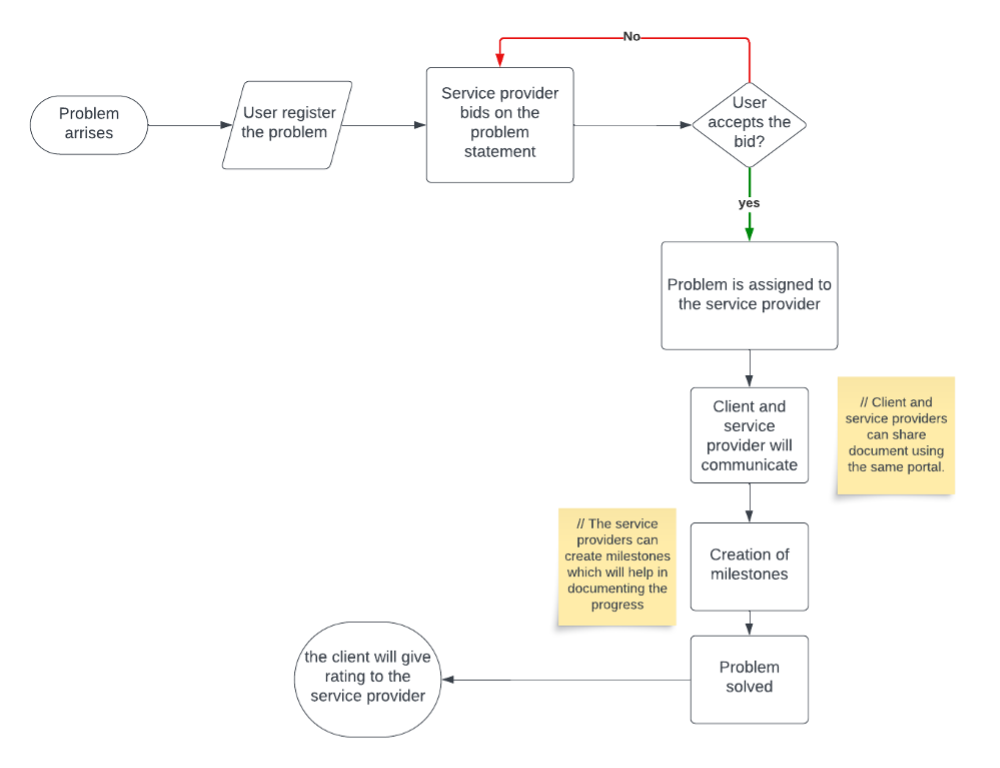 No
Problem
arrises
User register
the problem
Service provider
bids on the
problem
statement
User
accepts the
bid?
yes
Problem is assigned to
the service provider
Client and
service
provider will
communicate
// Client and
service providers
can share
document using
the same portal.
// The service
providers can
create milestones
which will help in
documenting the
progress
Creation of
milestones
Problem
solved
the client will give
rating to the
service provider